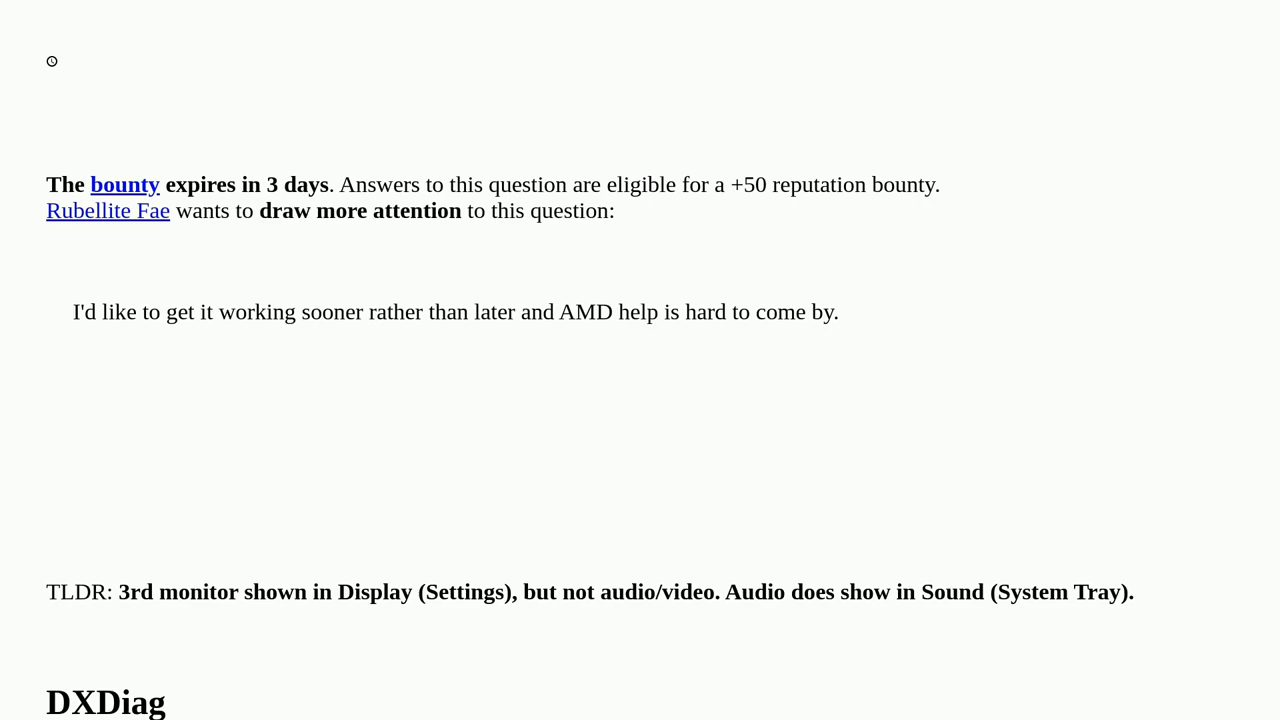 The bounty expires in 3 days. Answers to this question are eligible for a +50 reputation bounty.
Rubellite Fae wants to draw more attention to this question:
I'd like to get it working sooner rather than later and AMD help is hard to come by.
TLDR: 3rd monitor shown in Display (Settings), but not audio/video. Audio does show in Sound (System Tray).
DXDiag